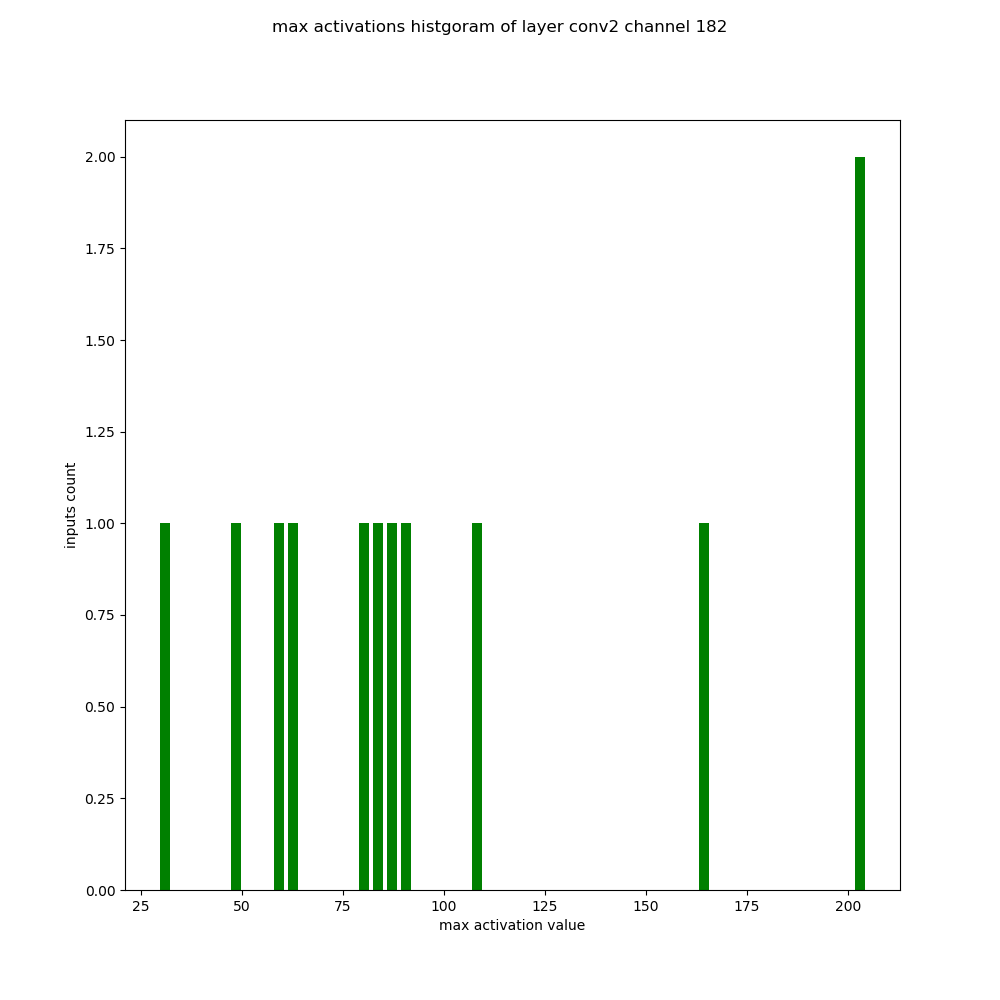 max activations histgoram of layer conv2 channel 182
2.00
1.75
1.50
1.25
1.00
0.75
0.50
0.25
0.00
inputs count
25 50 75 100 125 150 175 200
max activation value